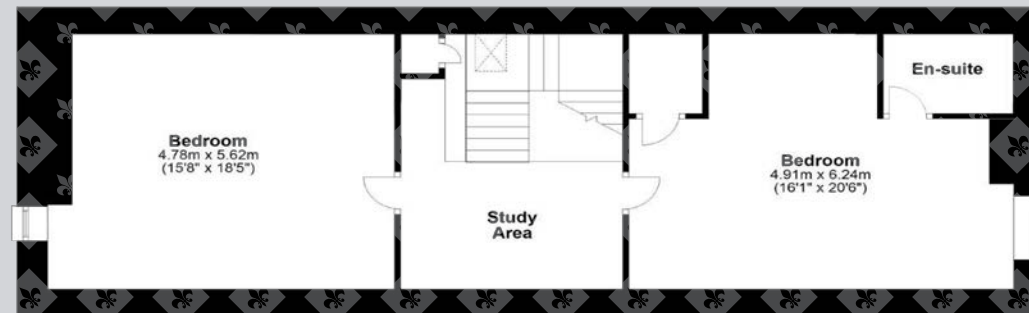 Bedroom
4.78m x 5.62m
(15'8" x 18'5")
Study
Area
Bedroom
4.91m x 6.24m
(16'1" x 20'6")
En-suite